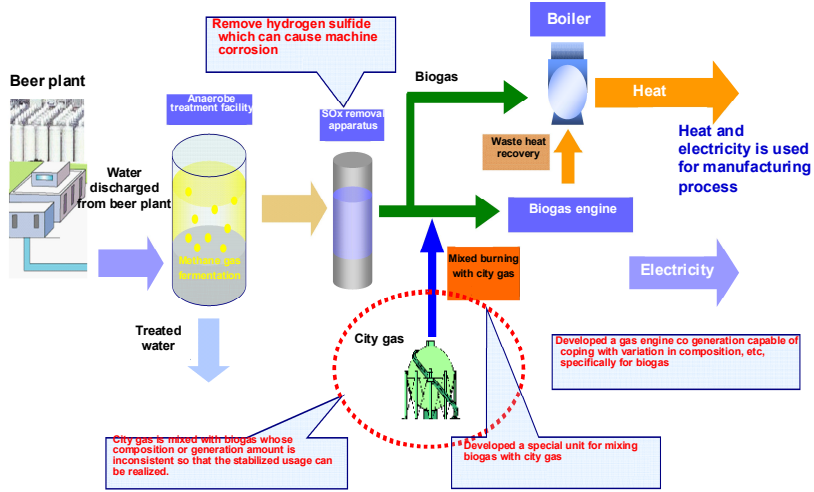 Remove hydrogen sulfide
which can cause machine
corrosion
Boiler
Beer plant
Biogas
Anaerobe
treatment facility
SOx removal
apparatus
Heat
Heat and
electricity is used
for manufacturing
process
Waste heat
recovery
Water
discharged
from beer plant
Biogas engine
Methane gas
fermentation
Mixed burning
with city gas
Electricity
Treated
water
City gas
Developed a gas engine co generation capable of
coping with variation in composition, etc,
specifically for biogas
City gas is mixed with biogas whose
composition or generation amount is
inconsistent so that the stabilized usage can
be realized.
Developed a special unit for mixing
biogas with city gas